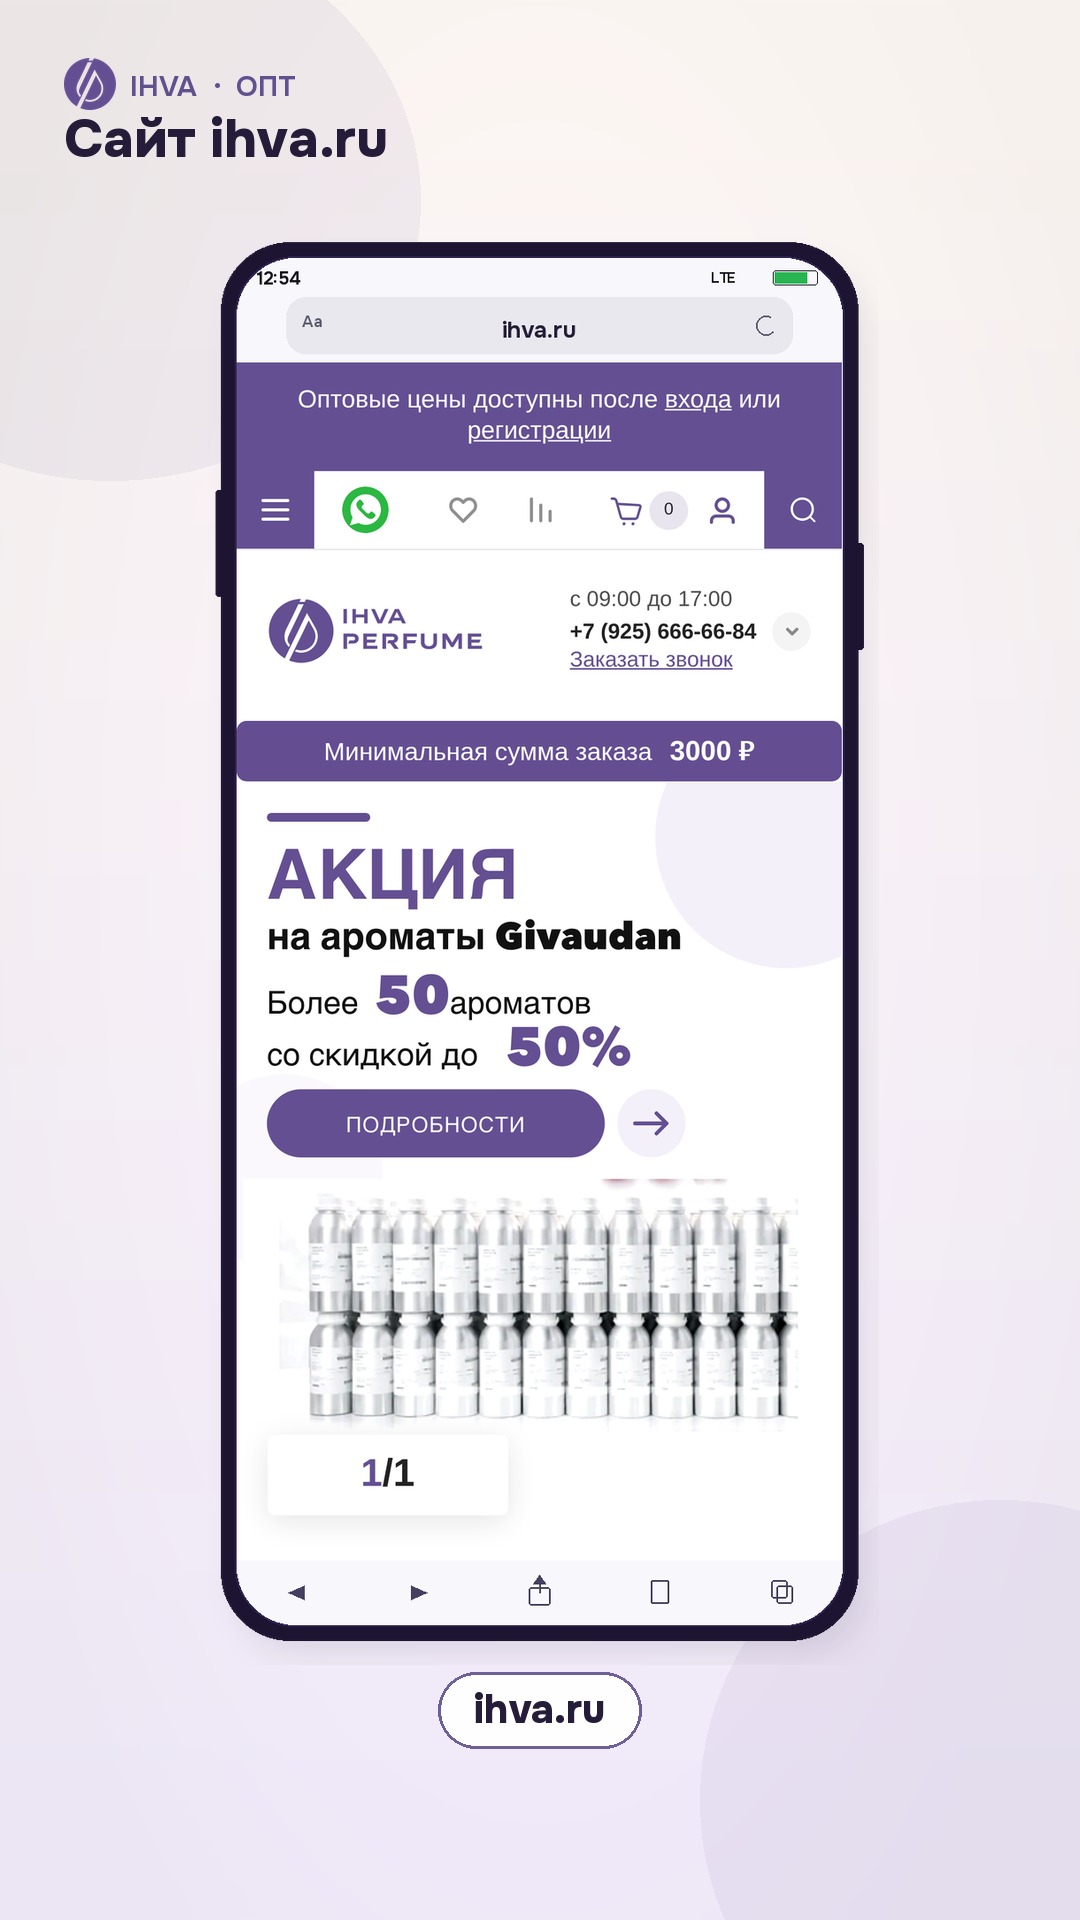 IHVA · ОПТ
Сайт ihva.ru
12:54
LTE
Aa
ihva.ru
Оптовые цены доступны после входа или
регистрации
0
IHVA
PERFUME
с 09:00 до 17:00
+7 (925) 666-66-84
Заказать звонок
Минимальная сумма заказа 3000 ₽
АКЦИЯ
на ароматы Givaudan
Более 50 ароматов
со скидкой до 50%
ПОДРОБНОСТИ
1/1
ihva.ru